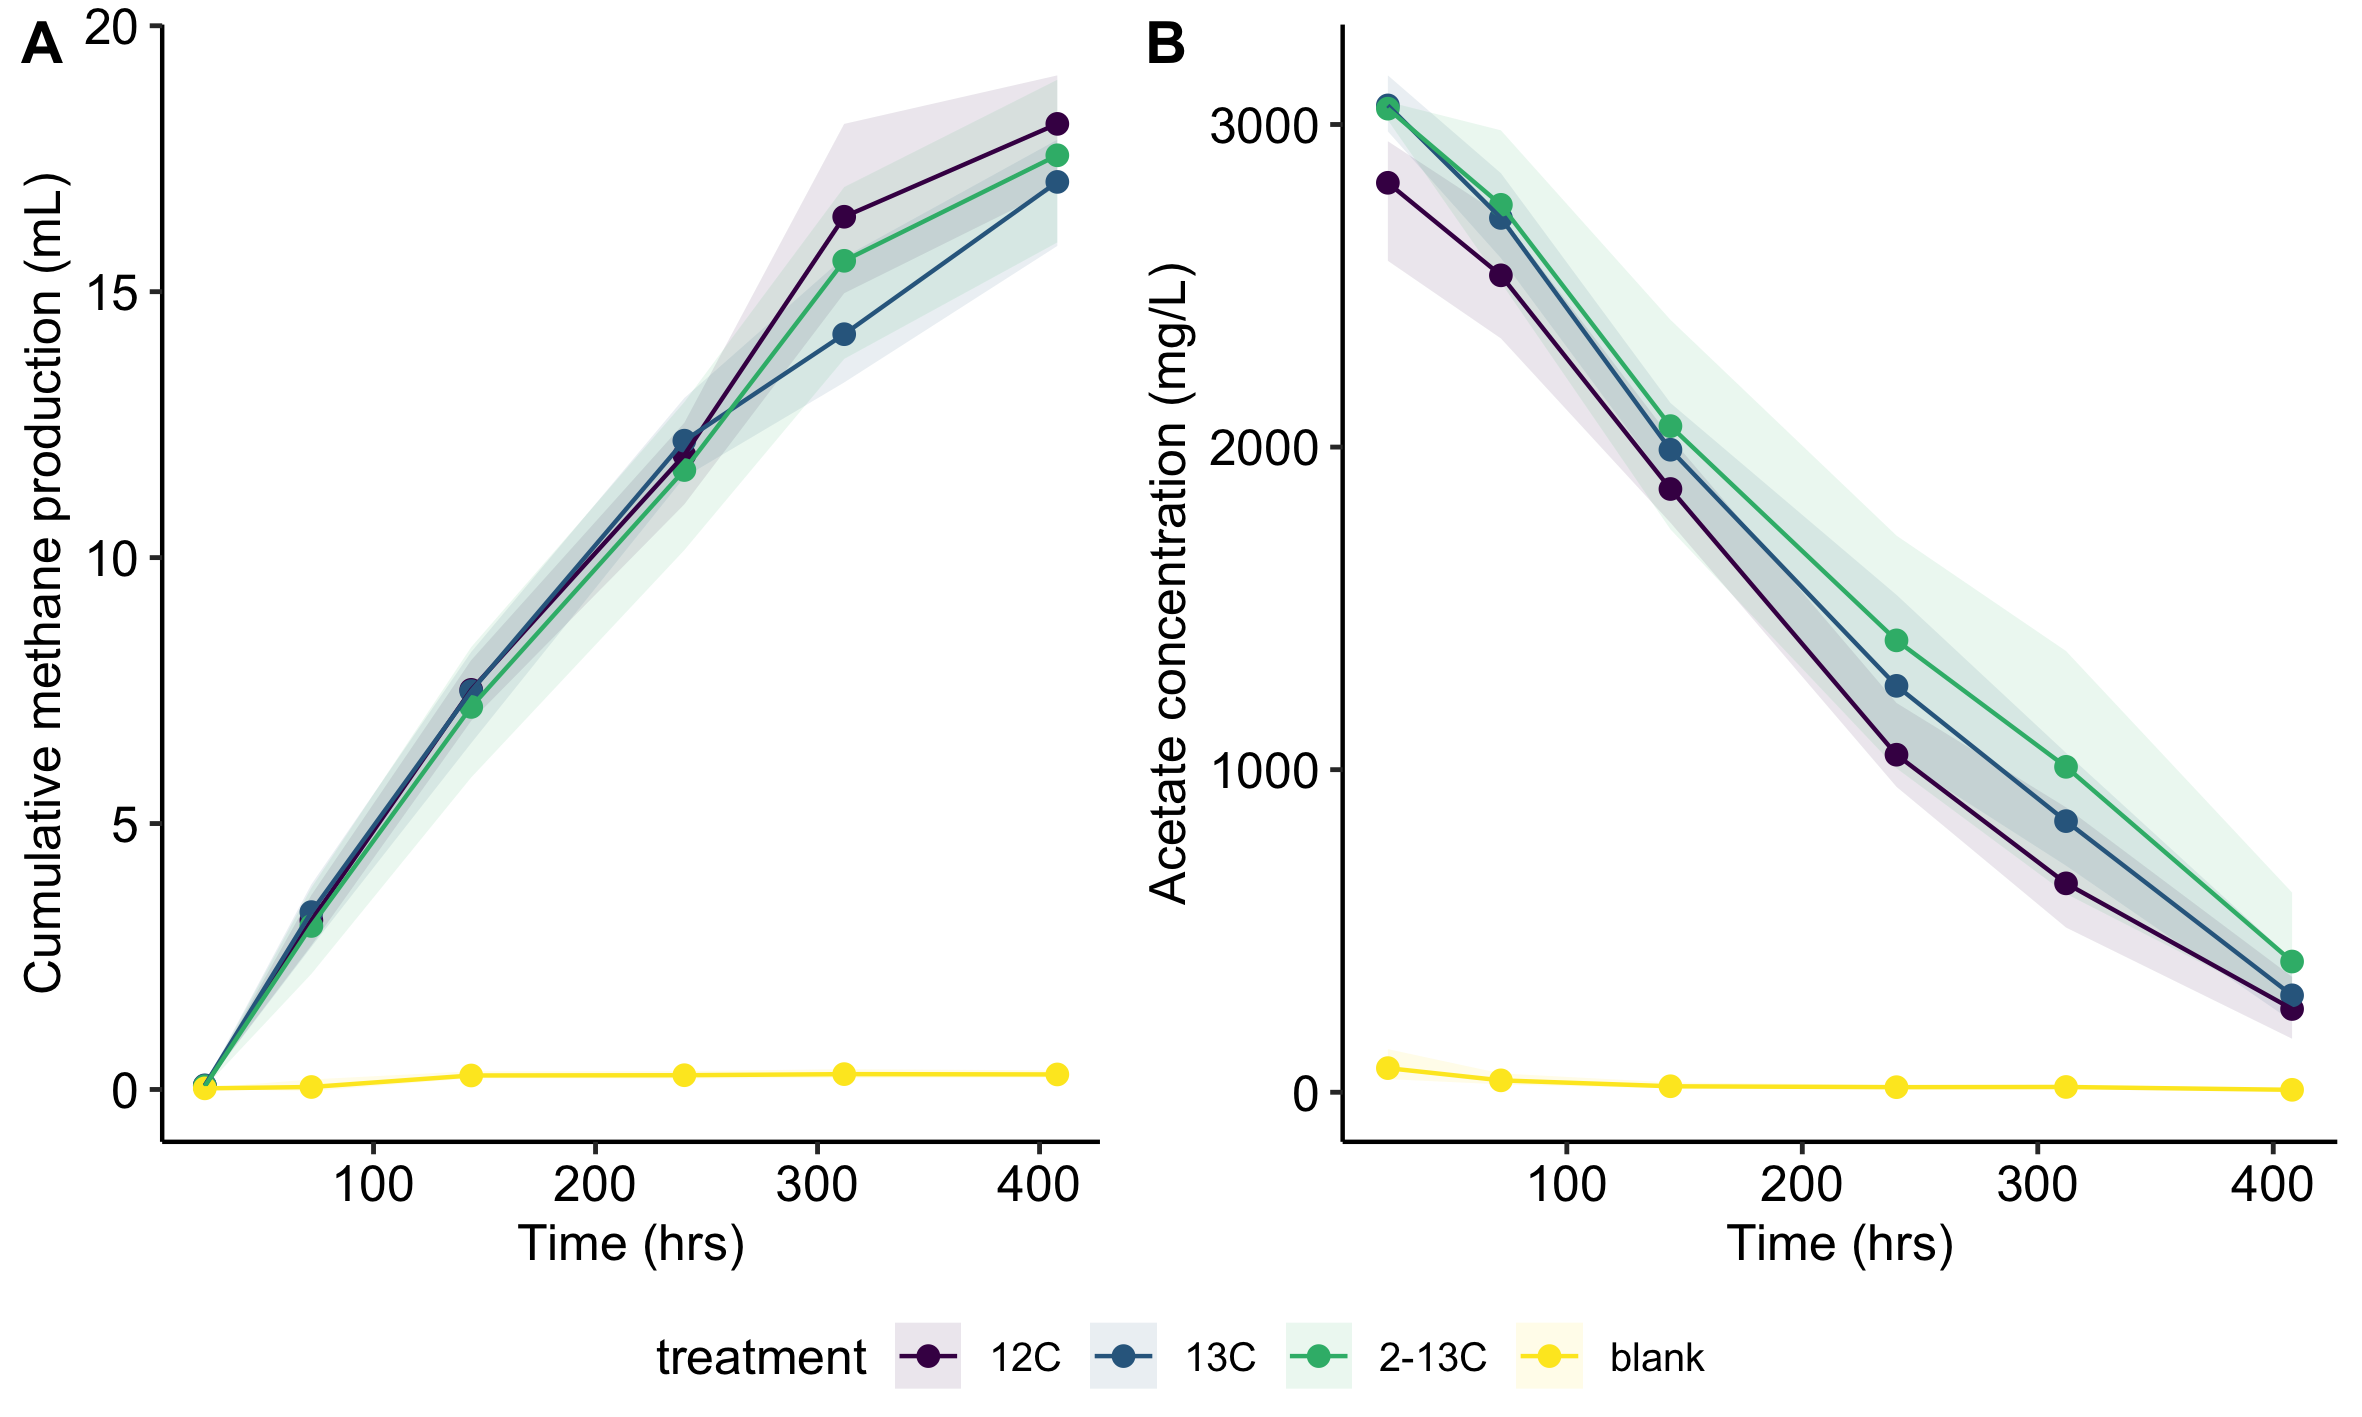 A
Cumulative methane production (mL)
20
15
10
5
0
100 200 300 400
Time (hrs)
B
Acetate concentration (mg/L)
3000
2000
1000
0
100 200 300 400
Time (hrs)
treatment 12C 13C 2-13C blank